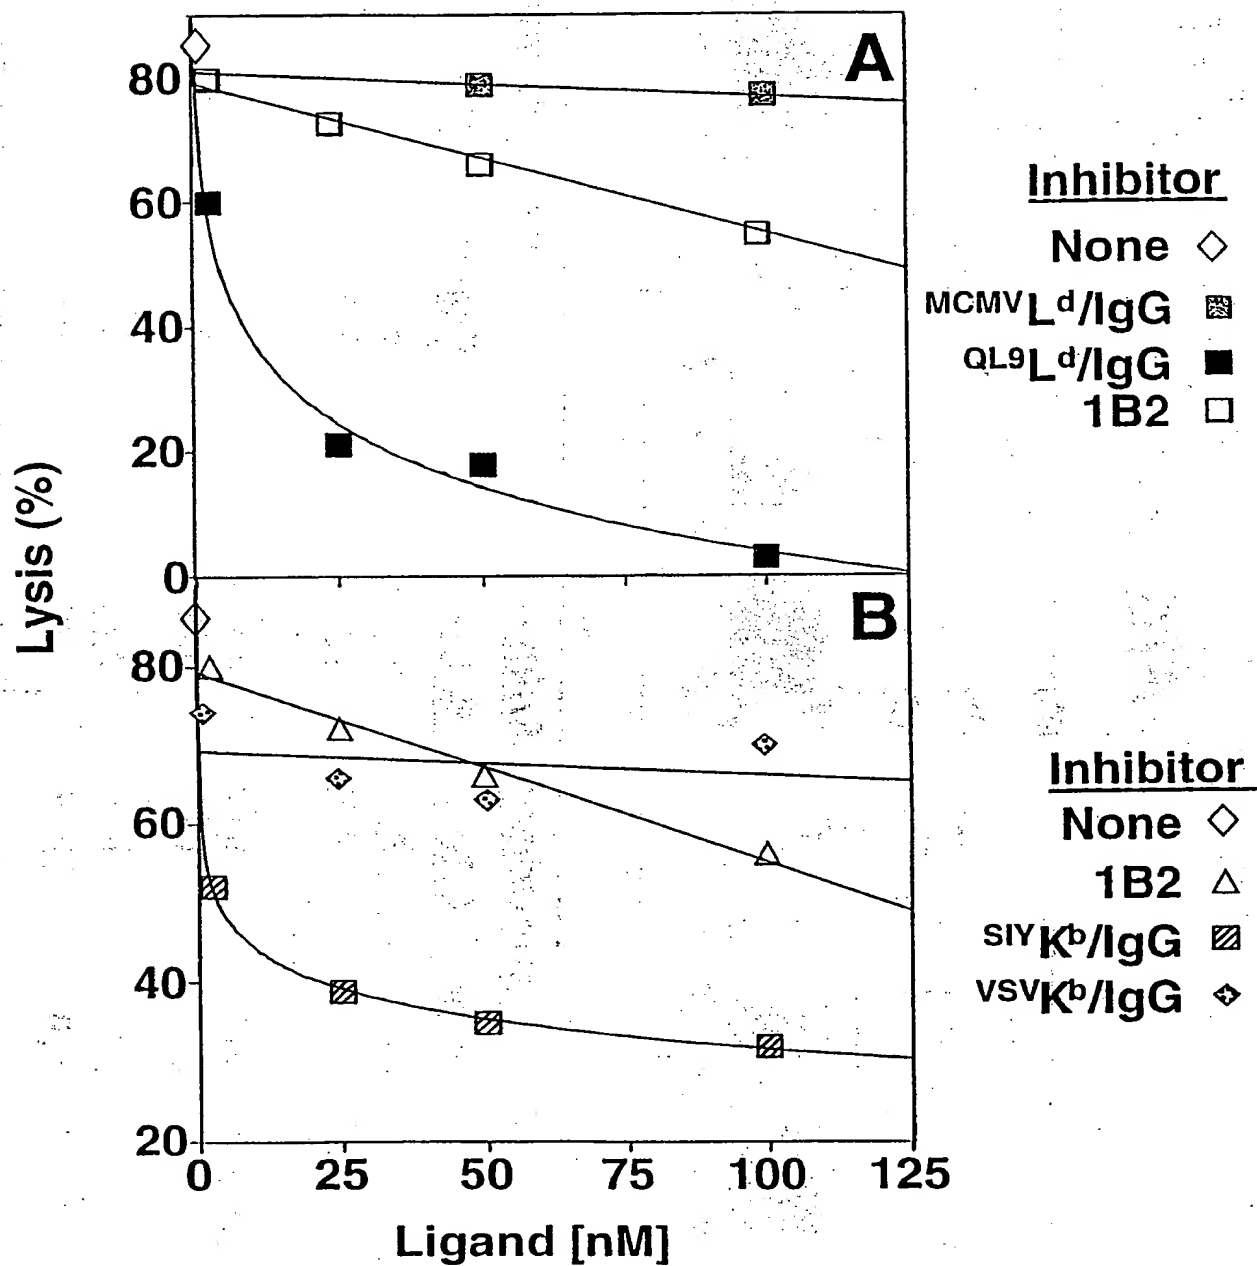 A
80
60
40
20
0
Inhibitor
None
MCMVLd/IgG
QL9Ld/IgG
1B2
Lysis (%)
B
80
60
40
20
0 25 50 75 100 125
Ligand [nM]
Inhibitor
None
1B2
SIYKb/IgG
VSVKb/IgG